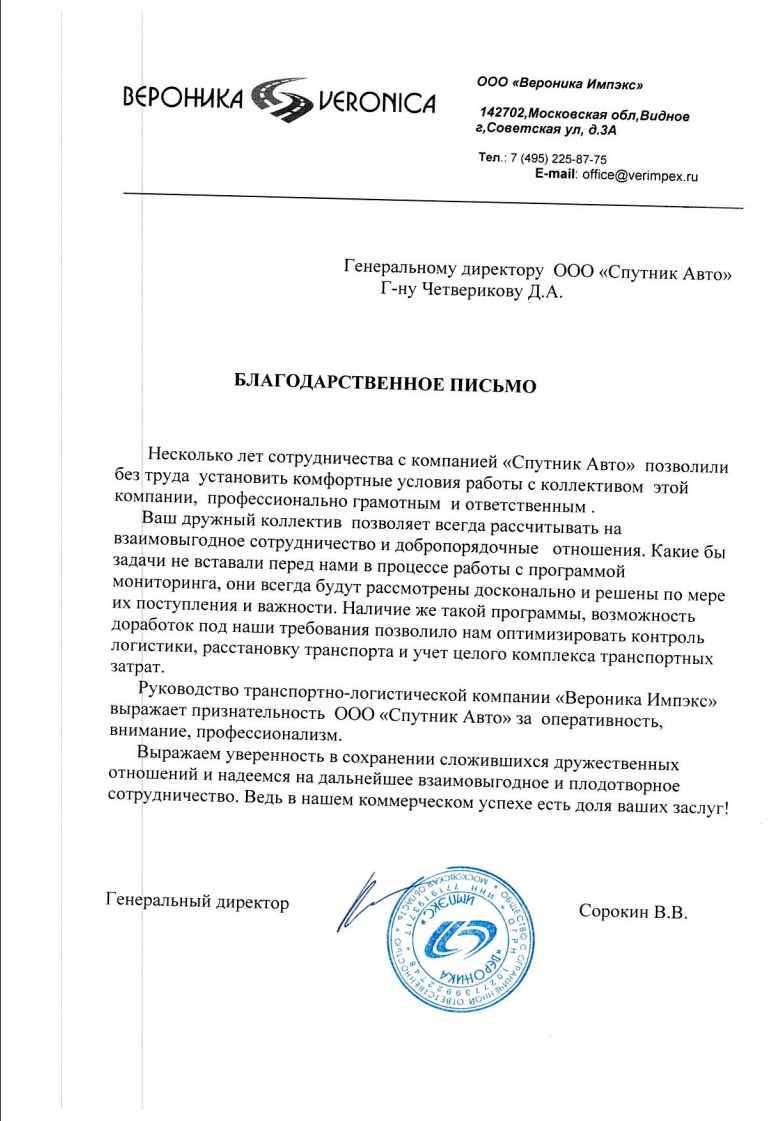 ВЕРОНИКА VERONICA
ООО «Вероника Импэкс»
142702,Московская обл,Видное
г,Советская ул, д.3А
Тел.: 7 (495) 225-87-75
E-mail: office@verimpex.ru
Генеральному директору ООО «Спутник Авто»
Г-ну Четверикову Д.А.
БЛАГОДАРСТВЕННОЕ ПИСЬМО
Несколько лет сотрудничества с компанией «Спутник Авто» позволили
без труда установить комфортные условия работы с коллективом этой
компании, профессионально грамотным и ответственным .
Ваш дружный коллектив позволяет всегда рассчитывать на
взаимовыгодное сотрудничество и добропорядочные отношения. Какие бы
задачи не вставали перед нами в процессе работы с программой
мониторинга, они всегда будут рассмотрены досконально и решены по мере
их поступления и важности. Наличие же такой программы, возможность
доработок под наши требования позволило нам оптимизировать контроль
логистики, расстановку транспорта и учет целого комплекса транспортных
затрат.
Руководство транспортно-логистической компании «Вероника Импэкс»
выражает признательность ООО «Спутник Авто» за оперативность,
внимание, профессионализм.
Выражаем уверенность в сохранении сложившихся дружественных
отношений и надеемся на дальнейшее взаимовыгодное и плодотворное
сотрудничество. Ведь в нашем коммерческом успехе есть доля ваших заслуг!
Генеральный директор
Сорокин В.В.
ОБЩЕСТВО С ОГРАНИЧЕННОЙ ОТВЕТСТВЕННОСТЬЮ * МОСКОВСКАЯ ОБЛАСТЬ *
ОГРН 1027739922748 * ИНН 7719193717 *
«ВЕРОНИКА
ИМПЭКС»